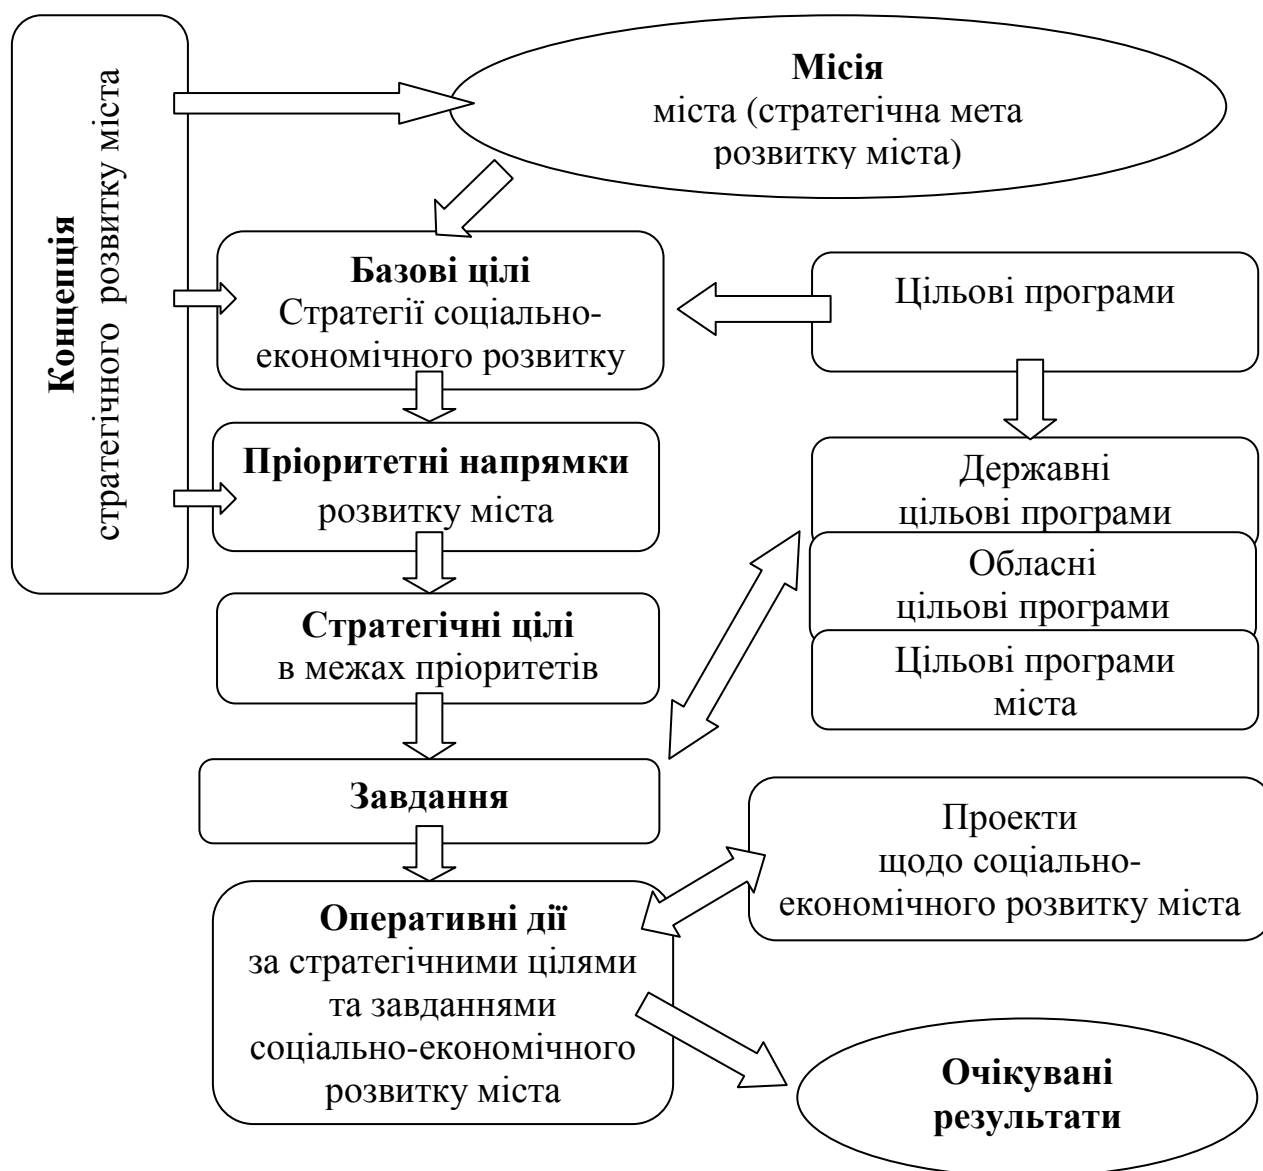 Концепція
стратегічного розвитку міста
Місія
міста (стратегічна мета
розвитку міста)
Базові цілі
Стратегії соціально-
економічного розвитку
Цільові програми
Пріоритетні напрямки
розвитку міста
Державні
цільові програми
Обласні
цільові програми
Цільові програми
міста
Стратегічні цілі
в межах пріоритетів
Завдання
Проекти
щодо соціально-
економічного розвитку міста
Оперативні дії
за стратегічними цілями
та завданнями
соціально-економічного
розвитку міста
Очікувані
результати